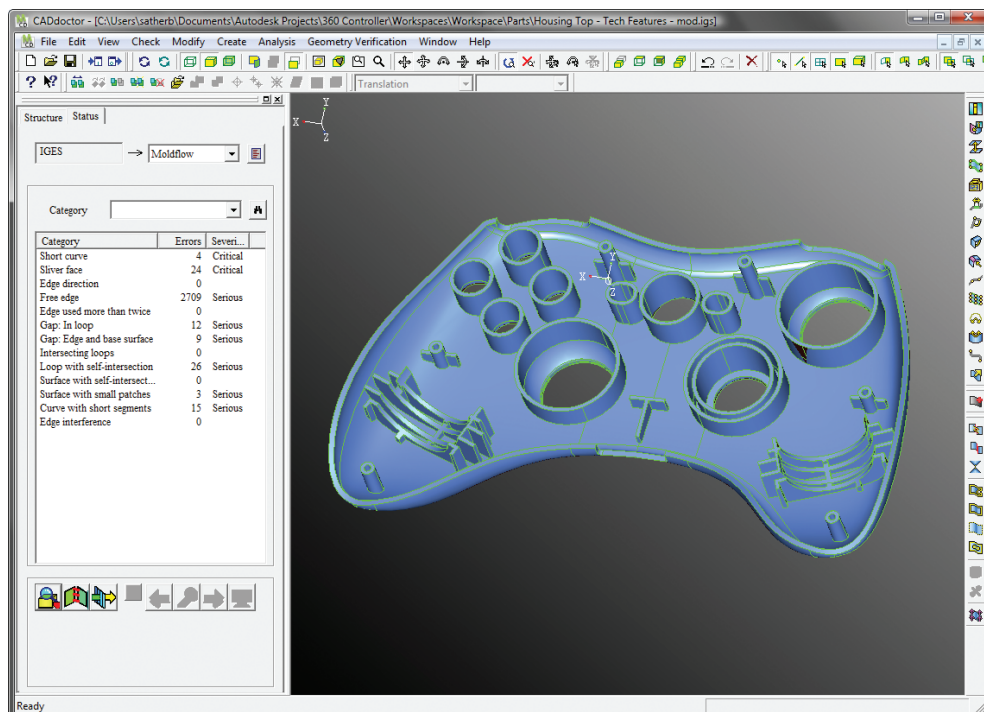 CADdoctor - [C:\Users\satherb\Documents\Autodesk Projects\360 Controller\Workspaces\Workspace\Parts\Housing Top - Tech Features - mod.igs]
File Edit View Check Modify Create Analysis Geometry Verification Window Help
Translation
Structure Status
IGES
Moldflow
Category
Category Errors Severi...
Short curve 4 Critical
Sliver face 24 Critical
Edge direction 0
Free edge 2709 Serious
Edge used more than twice 0
Gap: In loop 12 Serious
Gap: Edge and base surface 9 Serious
Intersecting loops 0
Loop with self-intersection 26 Serious
Surface with self-intersect... 0
Surface with small patches 3 Serious
Curve with short segments 15 Serious
Edge interference 0
Y
X
Z
Y
X
Z
Ready